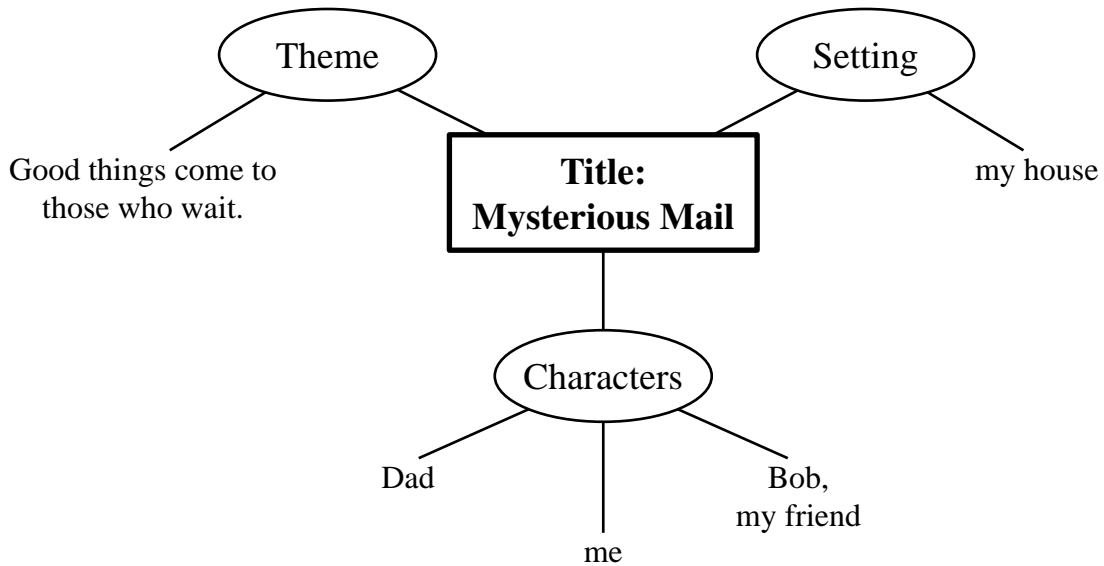 Theme
Setting
Good things come to
those who wait.
Title:
Mysterious Mail
my house
Characters
Dad
me
Bob,
my friend